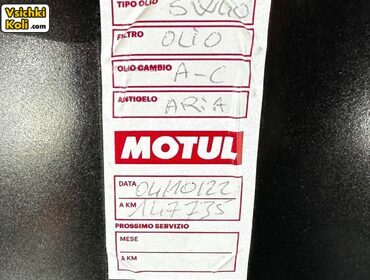 Vsichki
Koli.com
TIPO OLIO 5W40
FILTRO OLIO
OLIO CAMBIO A-C
ANTIGELO ARIA
MOTUL
DATA 04/10/22
A KM 147735
PROSSIMO SERVIZIO
MESE
A KM